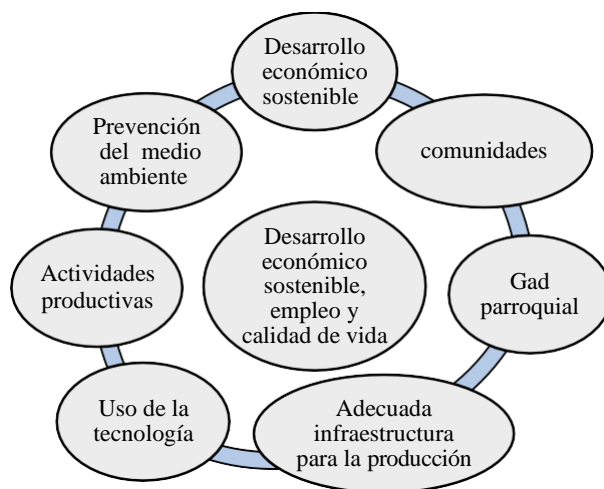 Desarrollo
económico
sostenible
comunidades
Gad
parroquial
Adecuada
infraestructura
para la producción
Uso de la
tecnología
Actividades
productivas
Prevención
del medio
ambiente
Desarrollo
económico
sostenible,
empleo y
calidad de vida